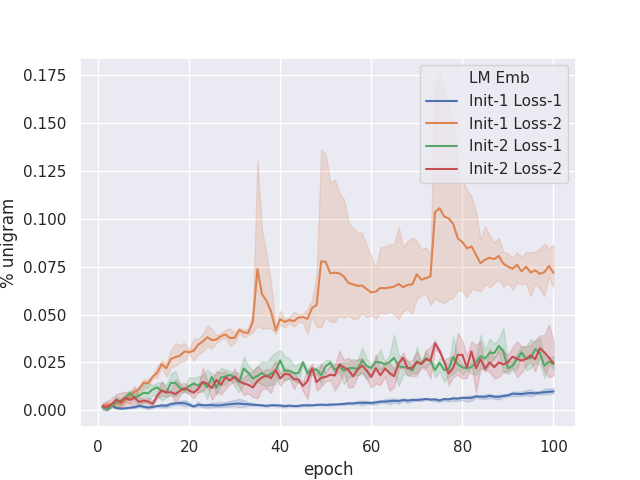 0.175
0.150
0.125
0.100
0.075
0.050
0.025
0.000
% unigram
LM Emb
Init-1 Loss-1
Init-1 Loss-2
Init-2 Loss-1
Init-2 Loss-2
0 20 40 60 80 100
epoch